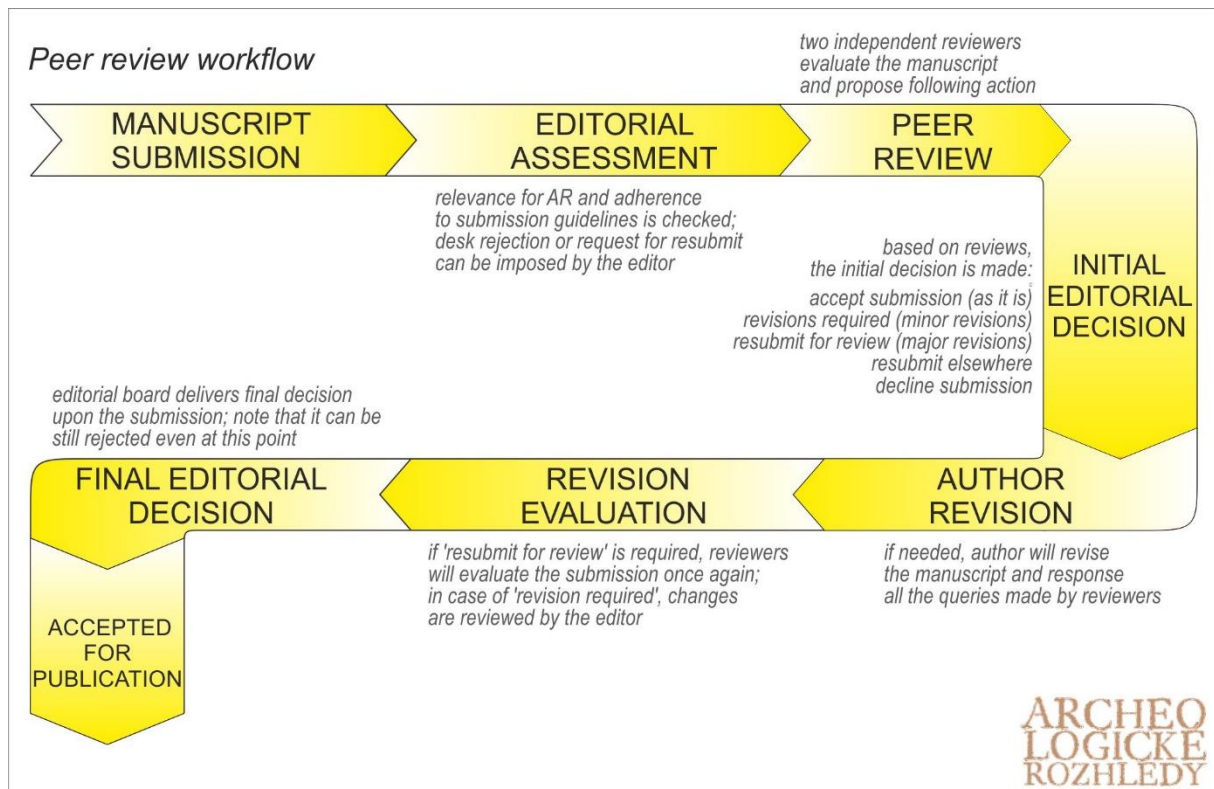 Peer review workflow
two independent reviewers
evaluate the manuscript
and propose following action
MANUSCRIPT
SUBMISSION
EDITORIAL
ASSESSMENT
PEER
REVIEW
relevance for AR and adherence
to submission guidelines is checked;
desk rejection or request for resubmit
can be imposed by the editor
based on reviews,
the initial decision is made:
accept submission (as it is)
revisions required (minor revisions)
resubmit for review (major revisions)
resubmit elsewhere
decline submission
INITIAL
EDITORIAL
DECISION
editorial board delivers final decision
upon the submission; note that it can be
still rejected even at this point
FINAL EDITORIAL
DECISION
REVISION
EVALUATION
AUTHOR
REVISION
if 'resubmit for review' is required, reviewers
will evaluate the submission once again;
in case of 'revision required', changes
are reviewed by the editor
if needed, author will revise
the manuscript and response
all the queries made by reviewers
ACCEPTED
FOR
PUBLICATION
ARCHEO
LOGICKE
ROZHLEDY